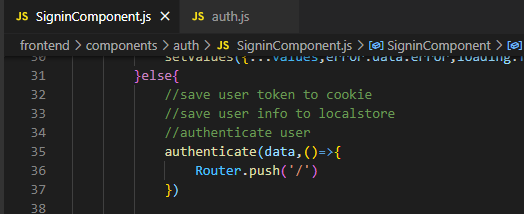 JS SigninComponent.js ×
JS auth.js
frontend > components > auth > JS SigninComponent.js > SigninComponent >
30 setValues({...values,error:data.error,loading:f
31 }else{
32 //save user token to cookie
33 //save user info to localstore
34 //authenticate user
35 authenticate(data,()=>{
36 Router.push('/')
37 })
38